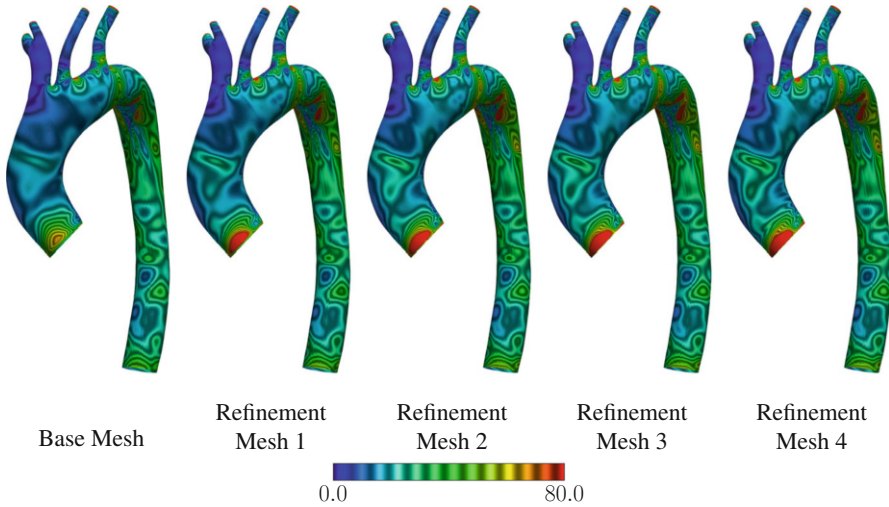 Base Mesh
Refinement
Mesh 1
Refinement
Mesh 2
Refinement
Mesh 3
Refinement
Mesh 4
0.0
80.0